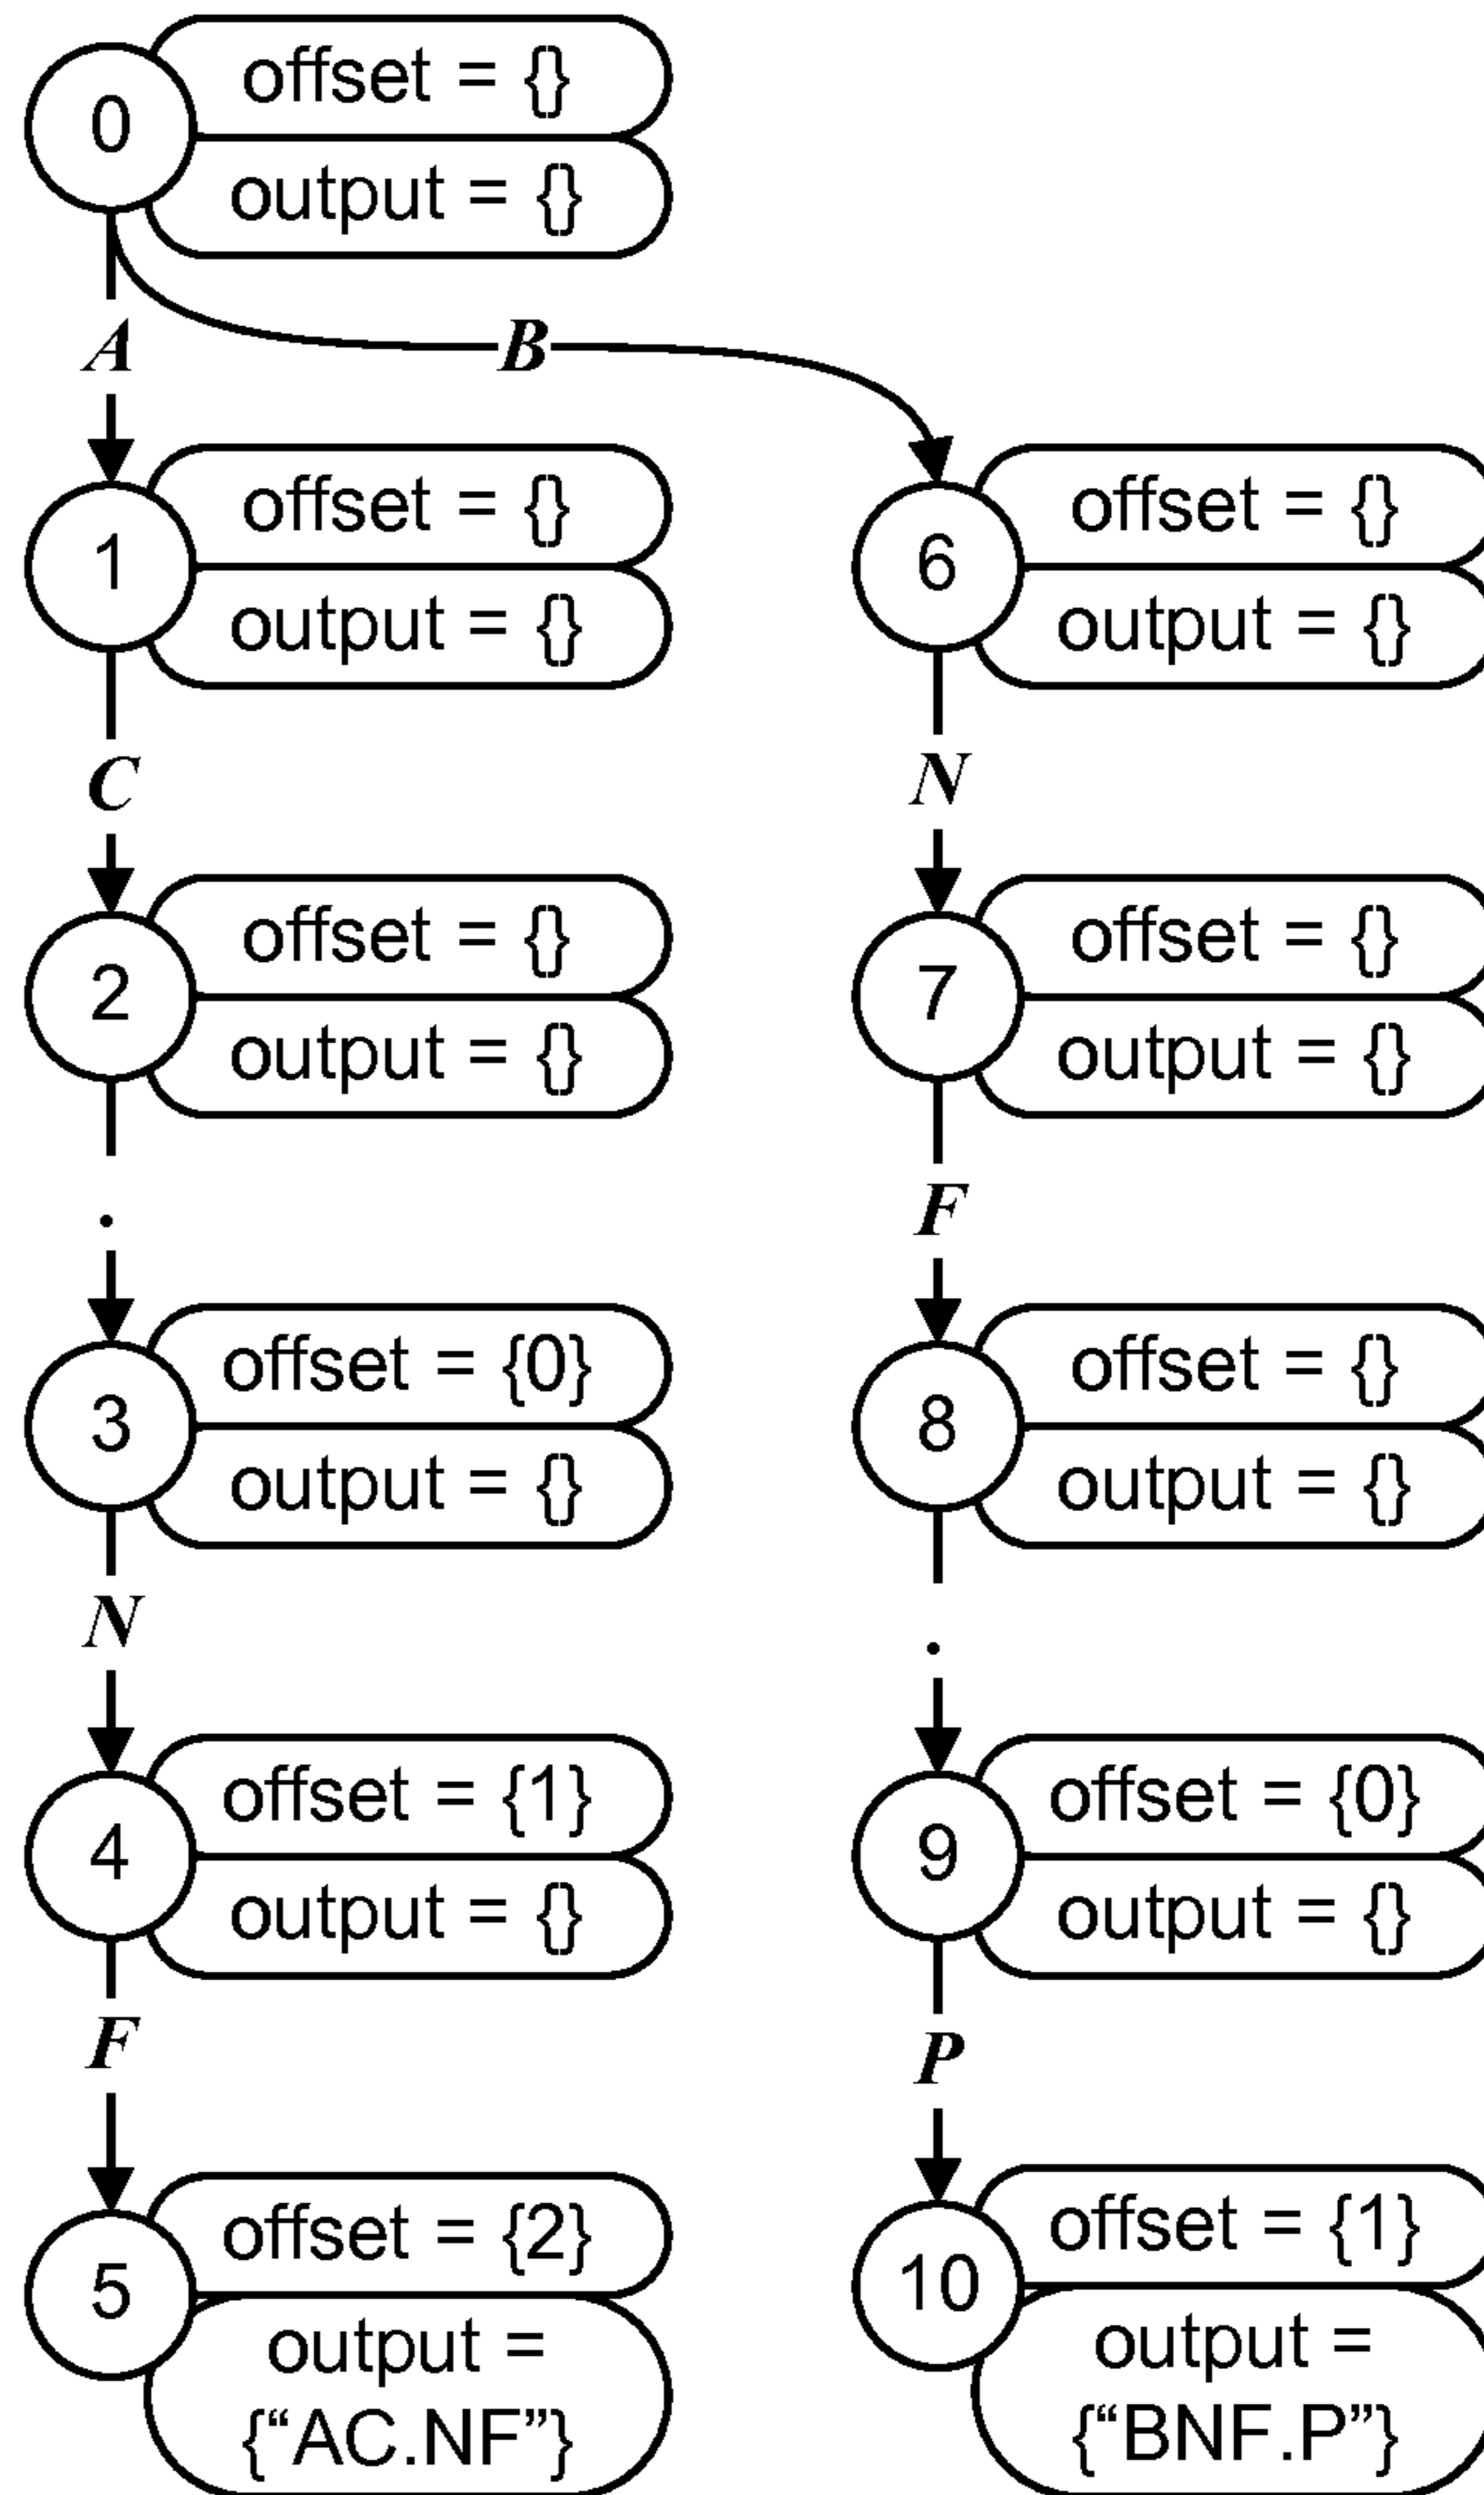 offset = {}
0
output = {}
A
B
offset = {}
1
output = {}
offset = {}
6
output = {}
C
N
offset = {}
2
output = {}
offset = {}
7
output = {}
.
F
offset = {0}
3
output = {}
offset = {}
8
output = {}
N
.
offset = {1}
4
output = {}
offset = {0}
9
output = {}
F
P
offset = {2}
5
output =
{“AC.NF”}
offset = {1}
10
output =
{“BNF.P”}